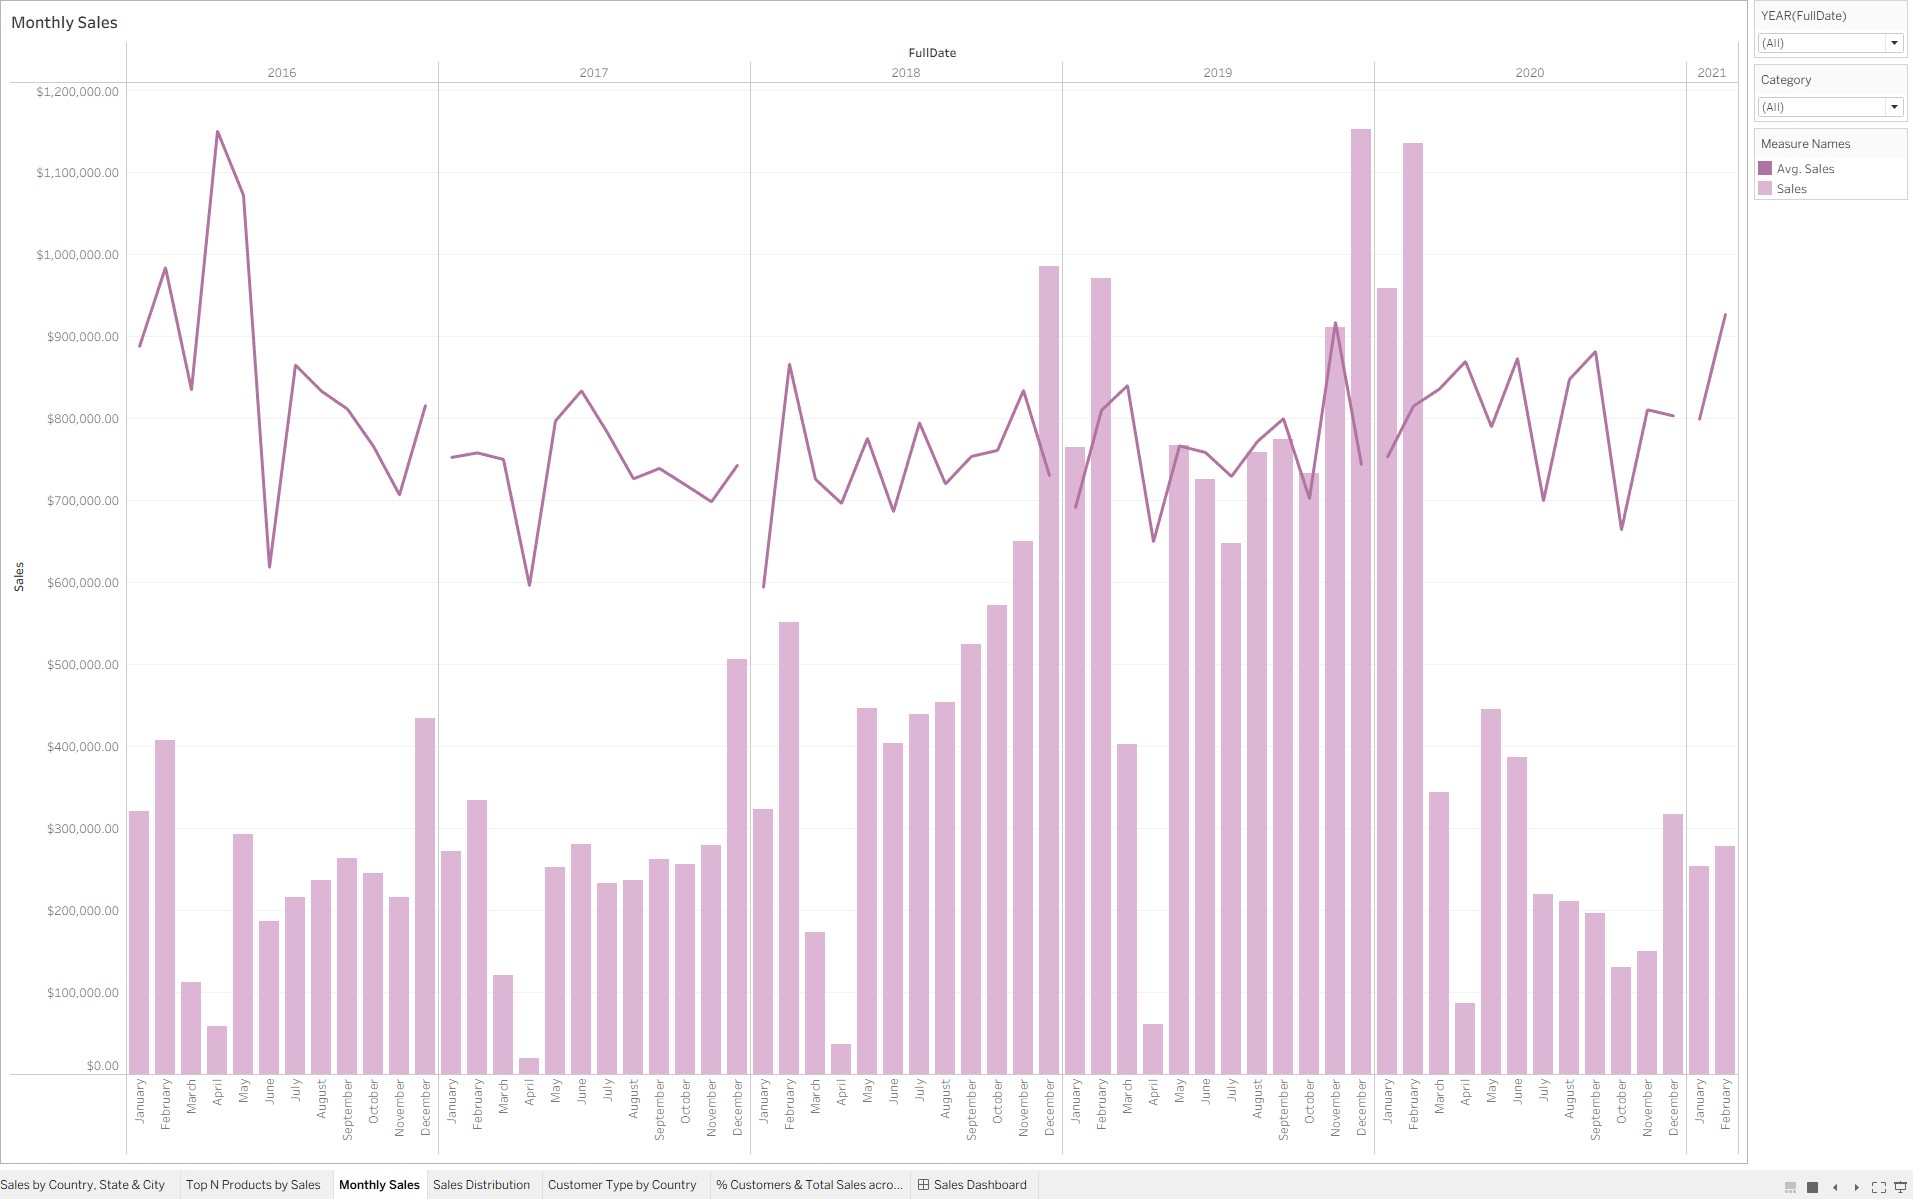 Monthly Sales
FullDate
2016 2017 2018 2019 2020 2021
$1,200,000.00
$1,100,000.00
$1,000,000.00
$900,000.00
$800,000.00
$700,000.00
$600,000.00
$500,000.00
$400,000.00
$300,000.00
$200,000.00
$100,000.00
$0.00
Sales
January February March April May June July August September October November December January February March April May June July August September October November December January February March April May June July August September October November December January February March April May June July August September October November December January February March April May June July August September October November December January February
YEAR(FullDate)
(All)
Category
(All)
Measure Names
Avg. Sales
Sales
Sales by Country, State & City Top N Products by Sales Monthly Sales Sales Distribution Customer Type by Country % Customers & Total Sales acro... Sales Dashboard